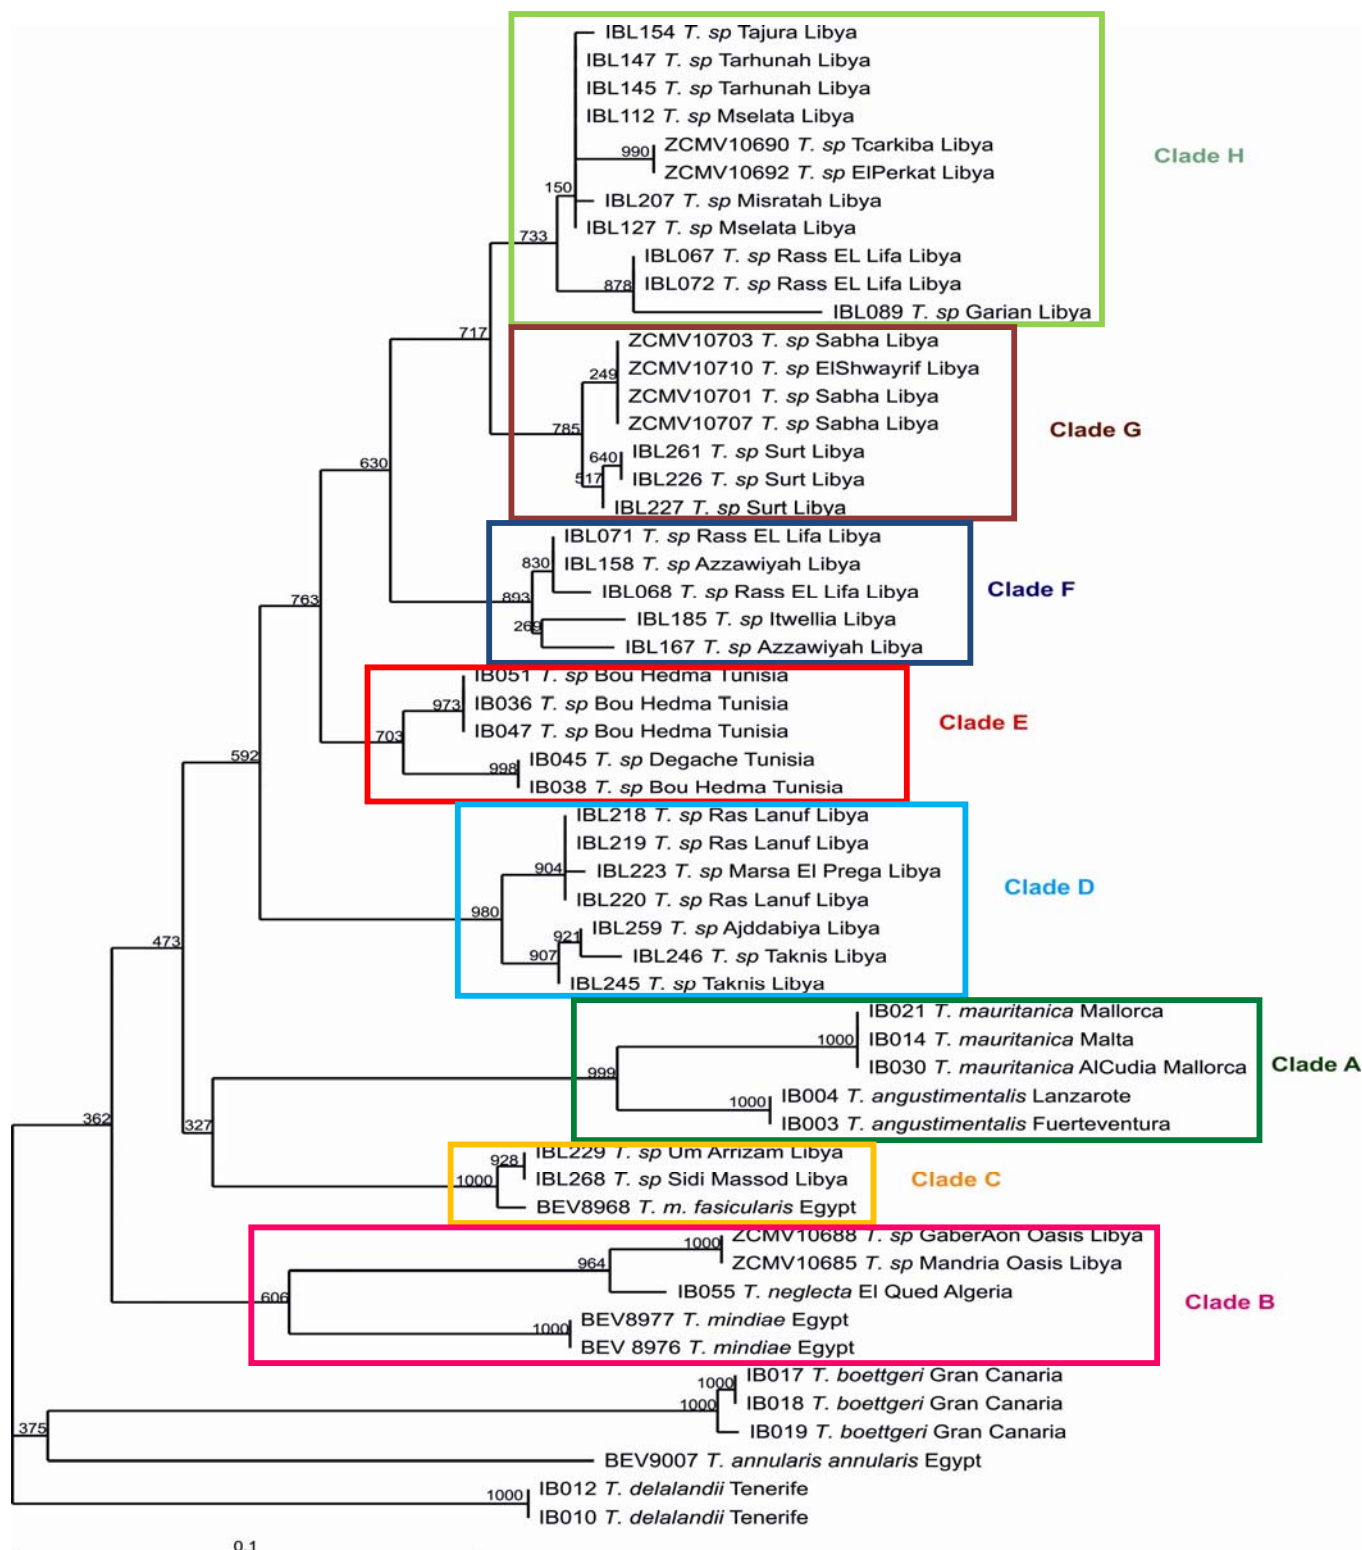 IBL154 T. sp Tajura Libya
IBL147 T. sp Tarhunah Libya
IBL145 T. sp Tarhunah Libya
IBL112 T. sp Mselata Libya
990 ZCMV10690 T. sp Tcarkiba Libya
Clade H
ZCMV10692 T. sp ElPerkat Libya
150
IBL207 T. sp Misratah Libya
IBL127 T. sp Mselata Libya
733
IBL067 T. sp Rass EL Lifa Libya
878 IBL072 T. sp Rass EL Lifa Libya
IBL089 T. sp Garian Libya
717
ZCMV10703 T. sp Sabha Libya
249 ZCMV10710 T. sp ElShwayrif Libya
ZCMV10701 T. sp Sabha Libya
785 ZCMV10707 T. sp Sabha Libya
Clade G
640 IBL261 T. sp Surt Libya
517 IBL226 T. sp Surt Libya
IBL227 T. sp Surt Libya
630
IBL071 T. sp Rass EL Lifa Libya
830 IBL158 T. sp Azzawiyah Libya
893 IBL068 T. sp Rass EL Lifa Libya
Clade F
IBL185 T. sp Itwellia Libya
269
IBL167 T. sp Azzawiyah Libya
763
IB051 T. sp Bou Hedma Tunisia
973 IB036 T. sp Bou Hedma Tunisia
IB047 T. sp Bou Hedma Tunisia
Clade E
703
IB045 T. sp Degache Tunisia
998
IB038 T. sp Bou Hedma Tunisia
592
IBL218 T. sp Ras Lanuf Libya
IBL219 T. sp Ras Lanuf Libya
904 IBL223 T. sp Marsa El Prega Libya
Clade D
IBL220 T. sp Ras Lanuf Libya
980
IBL259 T. sp Ajddabiya Libya
921
907 IBL246 T. sp Taknis Libya
IBL245 T. sp Taknis Libya
473
IB021 T. mauritanica Mallorca
1000 IB014 T. mauritanica Malta
IB030 T. mauritanica AlCudia Mallorca
Clade A
999
IB004 T. angustimentalis Lanzarote
1000
IB003 T. angustimentalis Fuerteventura
362
327
IBL229 T. sp Um Arrizam Libya
928
1000 IBL268 T. sp Sidi Massod Libya
Clade C
BEV8968 T. m. fasicularis Egypt
ZCMV10688 T. sp GaberAon Oasis Libya
1000
964 ZCMV10685 T. sp Mandria Oasis Libya
IB055 T. neglecta El Qued Algeria
606
Clade B
BEV8977 T. mindiae Egypt
1000
BEV 8976 T. mindiae Egypt
IB017 T. boettgeri Gran Canaria
1000
1000 IB018 T. boettgeri Gran Canaria
IB019 T. boettgeri Gran Canaria
375
BEV9007 T. annularis annularis Egypt
IB012 T. delalandii Tenerife
1000
IB010 T. delalandii Tenerife
0.1